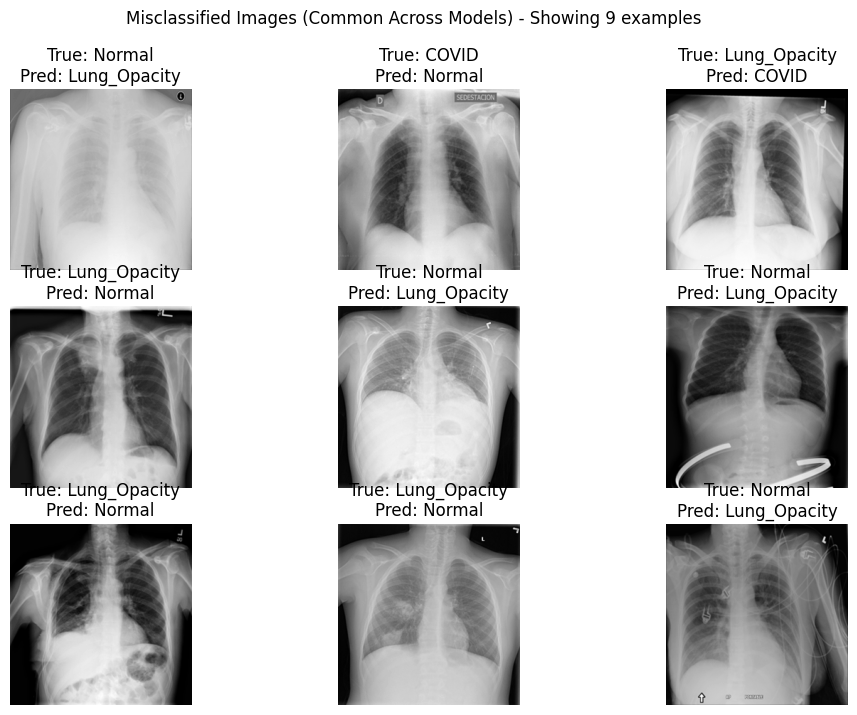 Misclassified Images (Common Across Models) - Showing 9 examples
True: Normal
Pred: Lung_Opacity
True: COVID
Pred: Normal
True: Lung_Opacity
Pred: COVID
D
SEDESTACION
L
True: Lung_Opacity
Pred: Normal
True: Normal
Pred: Lung_Opacity
True: Normal
Pred: Lung_Opacity
L
True: Lung_Opacity
Pred: Normal
True: Lung_Opacity
Pred: Normal
True: Normal
Pred: Lung_Opacity
L
L